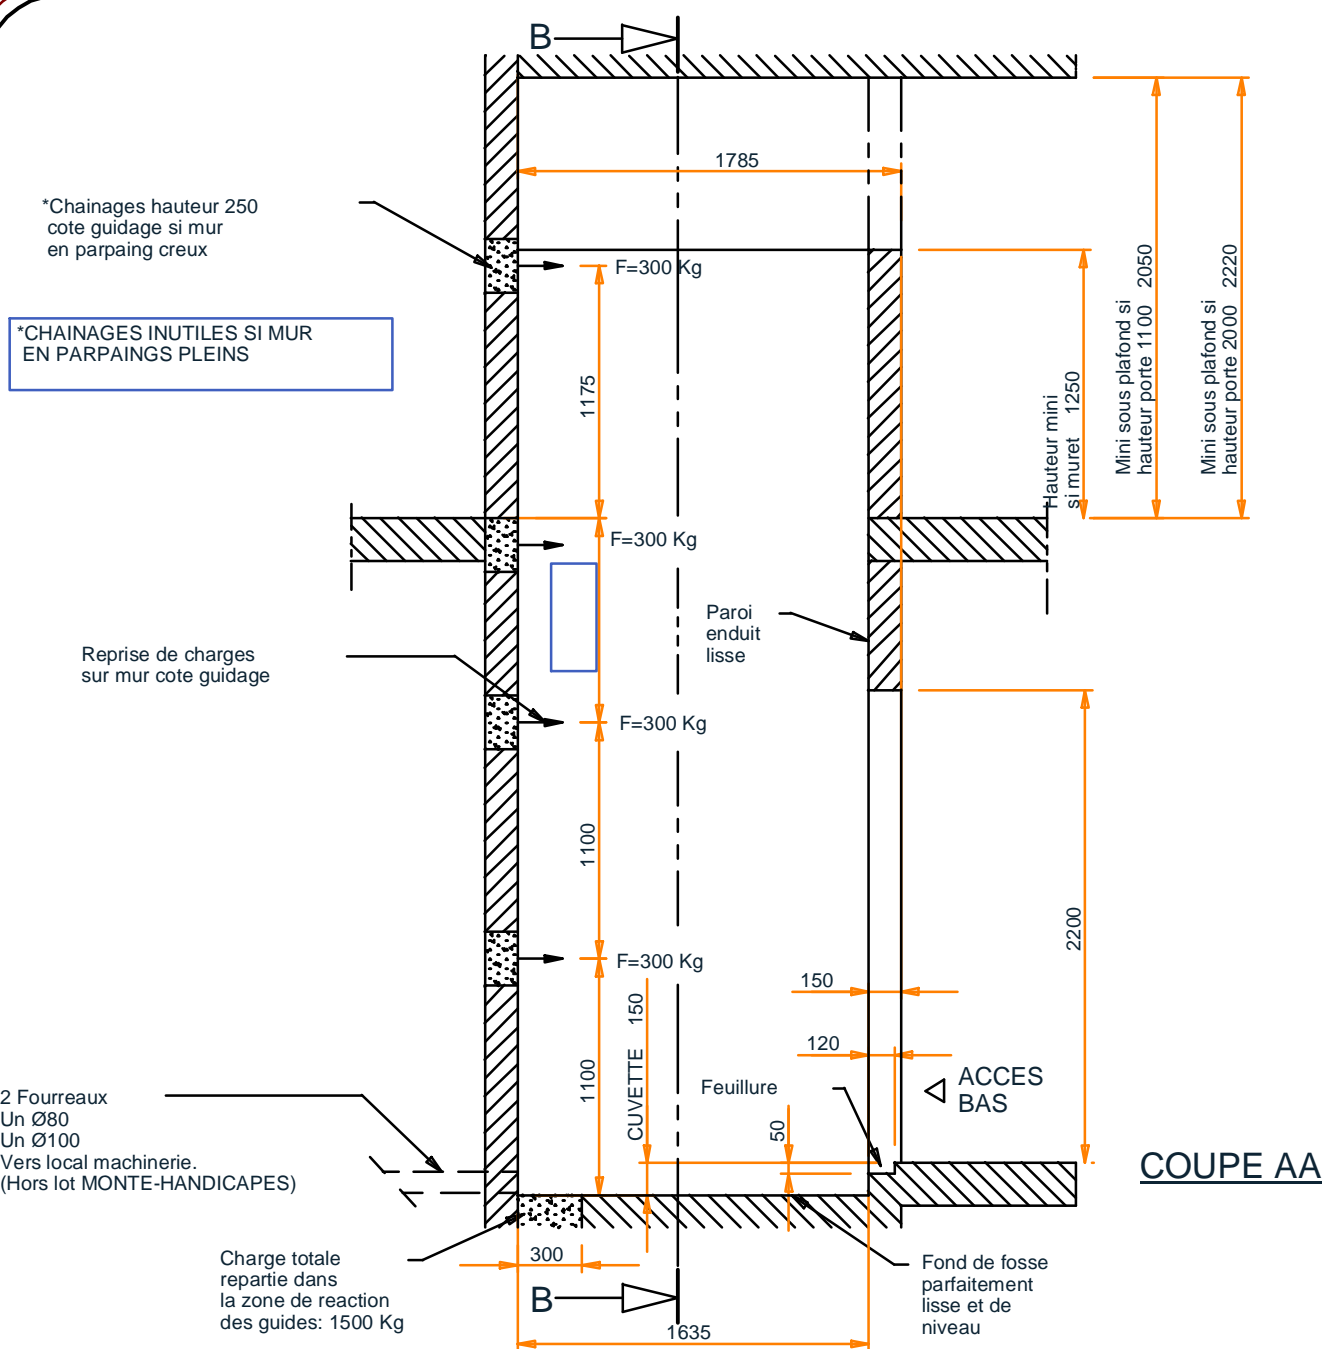 B
1785
*Chainages hauteur 250
cote guidage si mur
en parpaing creux
F=300 Kg
*CHAINAGES INUTILES SI MUR
EN PARPAINGS PLEINS
1175
Hauteur mini
si muret 1250
Mini sous plafond si
hauteur porte 1100 2050
Mini sous plafond si
hauteur porte 2000 2220
F=300 Kg
Paroi
enduit
lisse
Reprise de charges
sur mur cote guidage
F=300 Kg
1100
2200
F=300 Kg
150
150
CUVETTE
120
1100
Feuillure
50
ACCES
BAS
2 Fourreaux
Un Ø80
Un Ø100
Vers local machinerie.
(Hors lot MONTE-HANDICAPES)
COUPE AA
Charge totale
repartie dans
la zone de reaction
des guides: 1500 Kg
300
Fond de fosse
parfaitement
lisse et de
niveau
B
1635